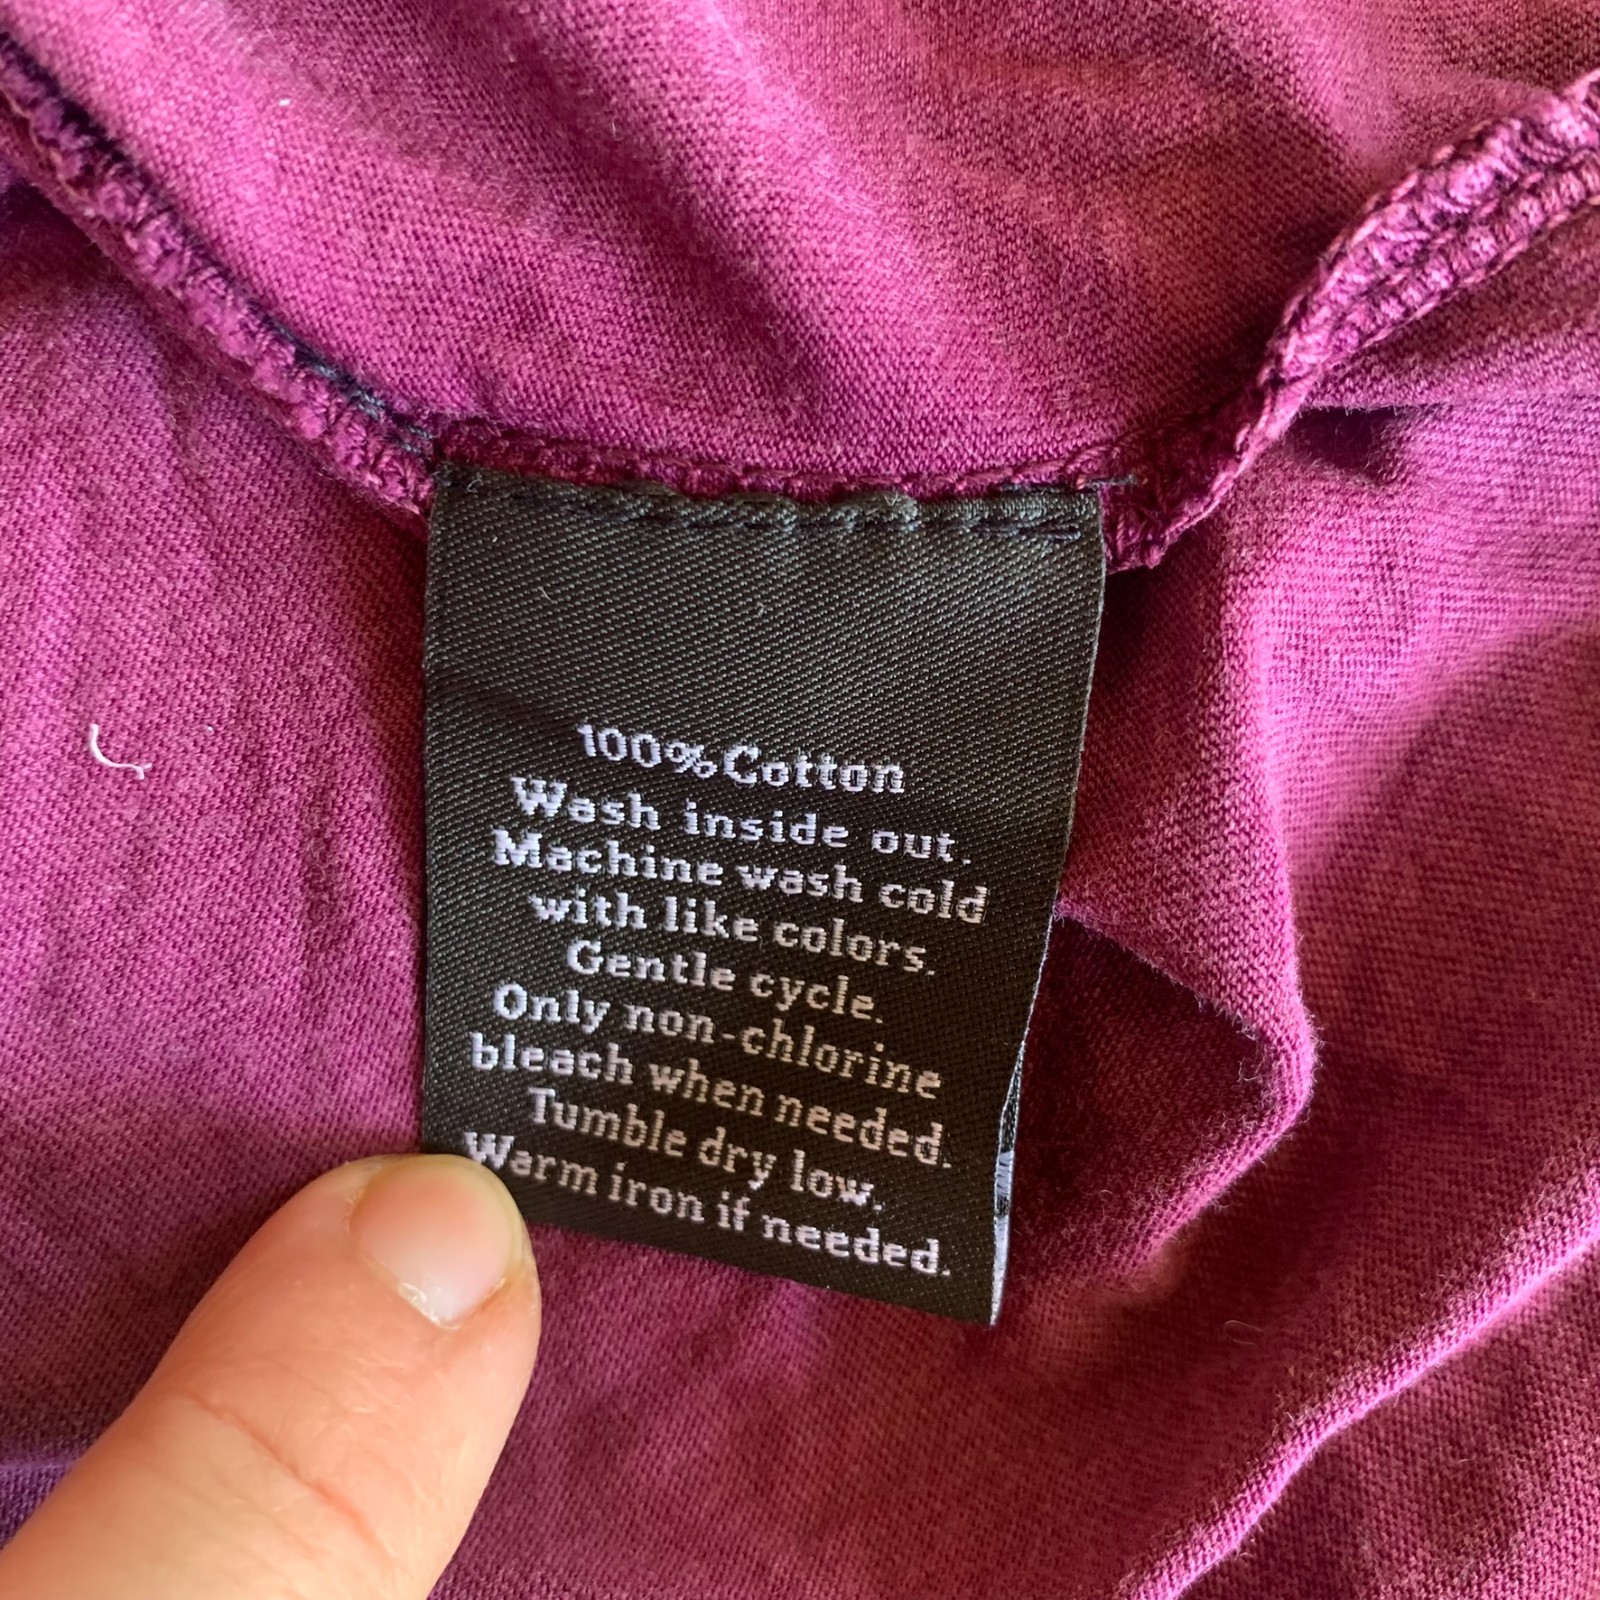 100% Cotton
Wash inside out.
Machine wash cold
with like colors.
Gentle cycle.
Only non-chlorine
bleach when needed.
Tumble dry low.
Warm iron if needed.